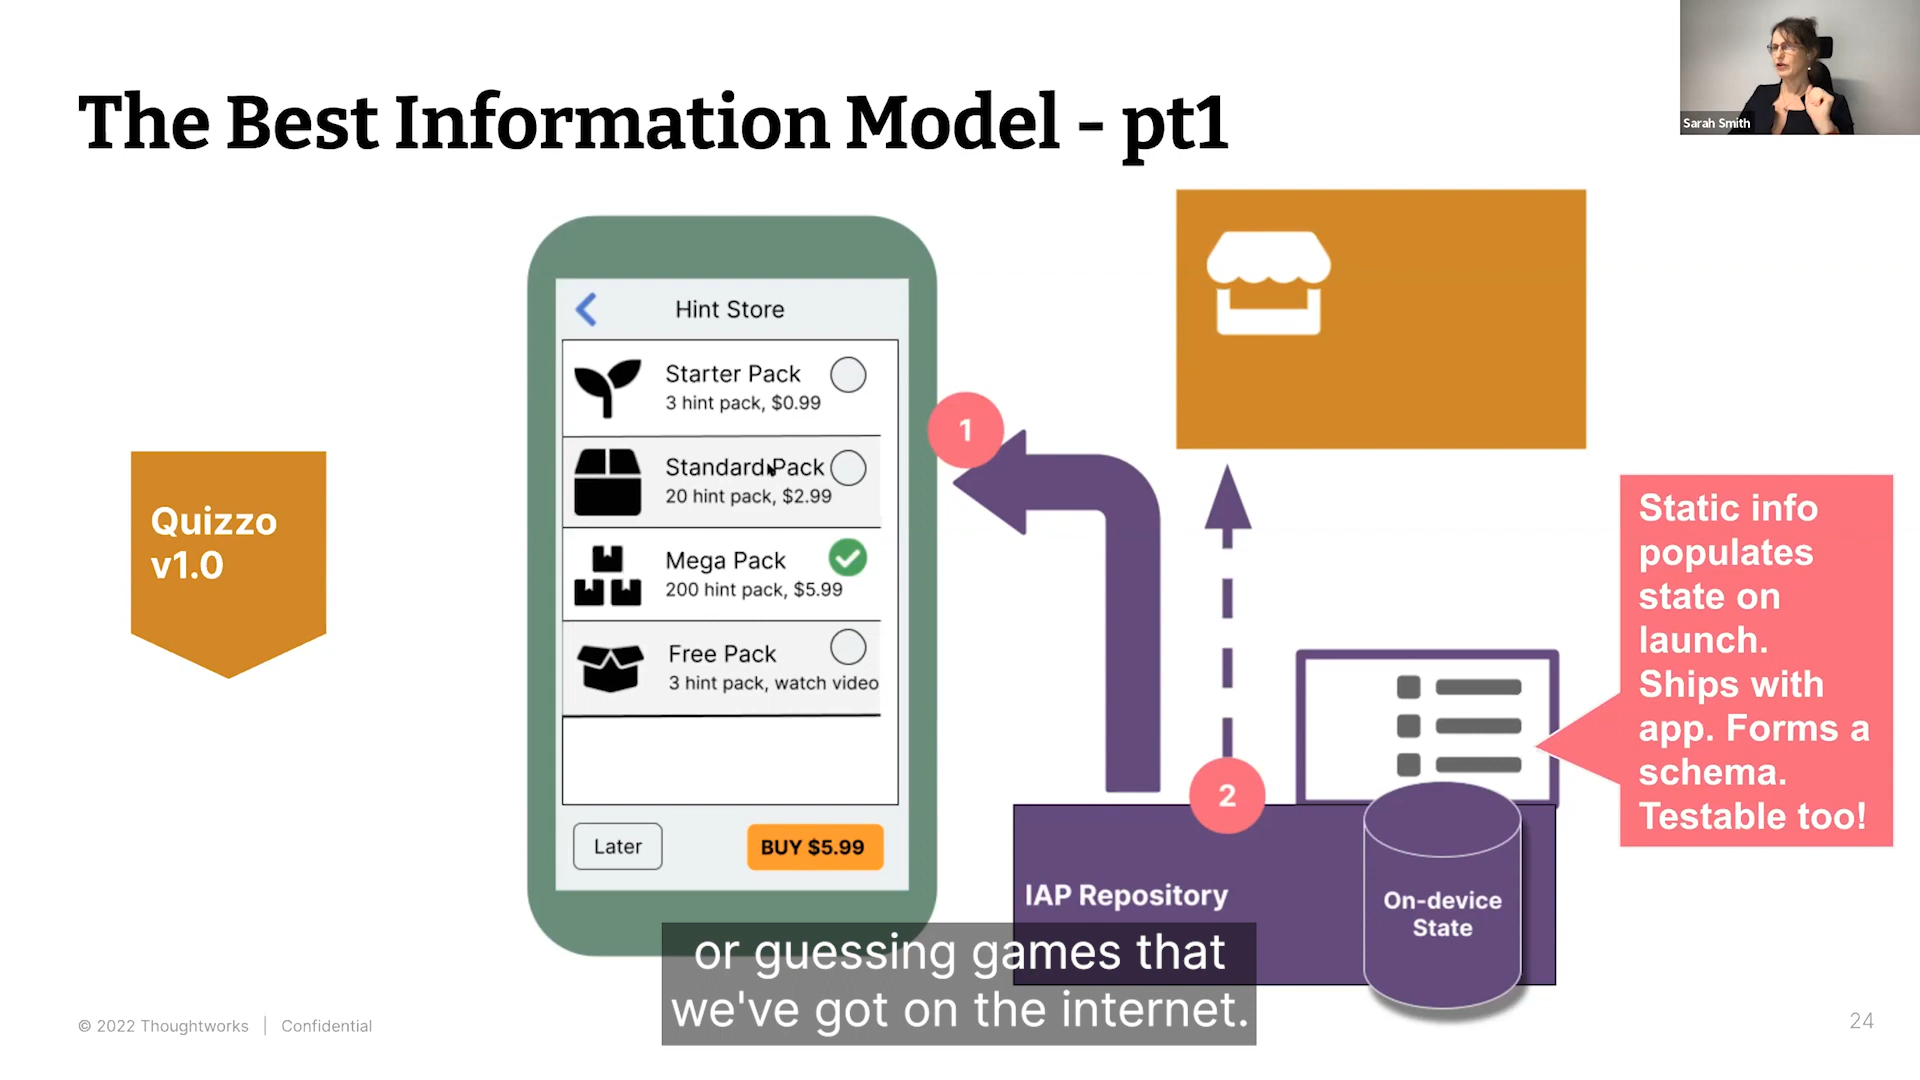 The Best Information Model - pt1
Sarah Smith
Quizzo
v1.0
Hint Store
Starter Pack
3 hint pack, $0.99
Standard Pack
20 hint pack, $2.99
Mega Pack
200 hint pack, $5.99
Free Pack
3 hint pack, watch video
Later
BUY $5.99
1
2
IAP Repository
On-device
State
Static info
populates
state on
launch.
Ships with
app. Forms a
schema.
Testable too!
or guessing games that
we've got on the internet.
© 2022 Thoughtworks | Confidential
24